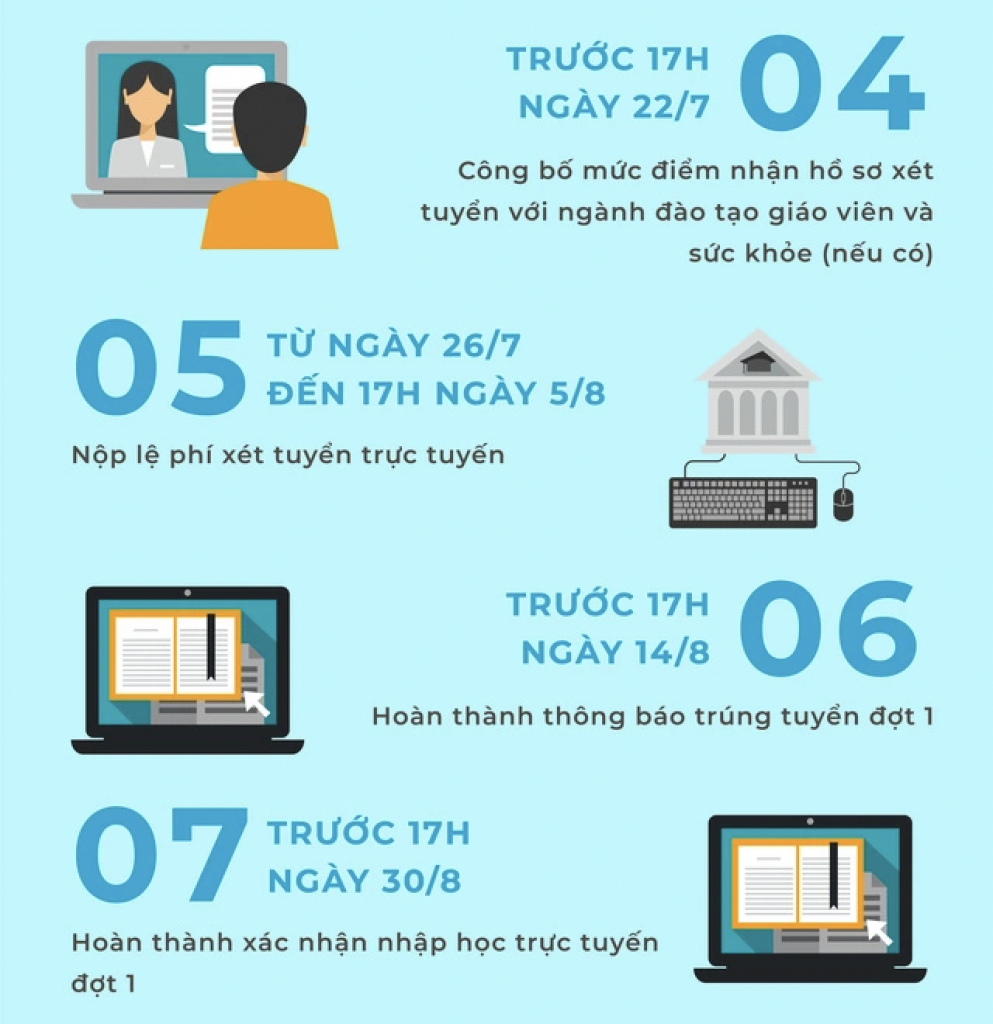 04
TRƯỚC 17H
NGÀY 22/7
Công bố mức điểm nhận hồ sơ xét
tuyển với ngành đào tạo giáo viên và
sức khỏe (nếu có)
05
TỪ NGÀY 26/7
ĐẾN 17H NGÀY 5/8
Nộp lệ phí xét tuyển trực tuyến
06
TRƯỚC 17H
NGÀY 14/8
Hoàn thành thông báo trúng tuyển đợt 1
07
TRƯỚC 17H
NGÀY 30/8
Hoàn thành xác nhận nhập học trực tuyến
đợt 1